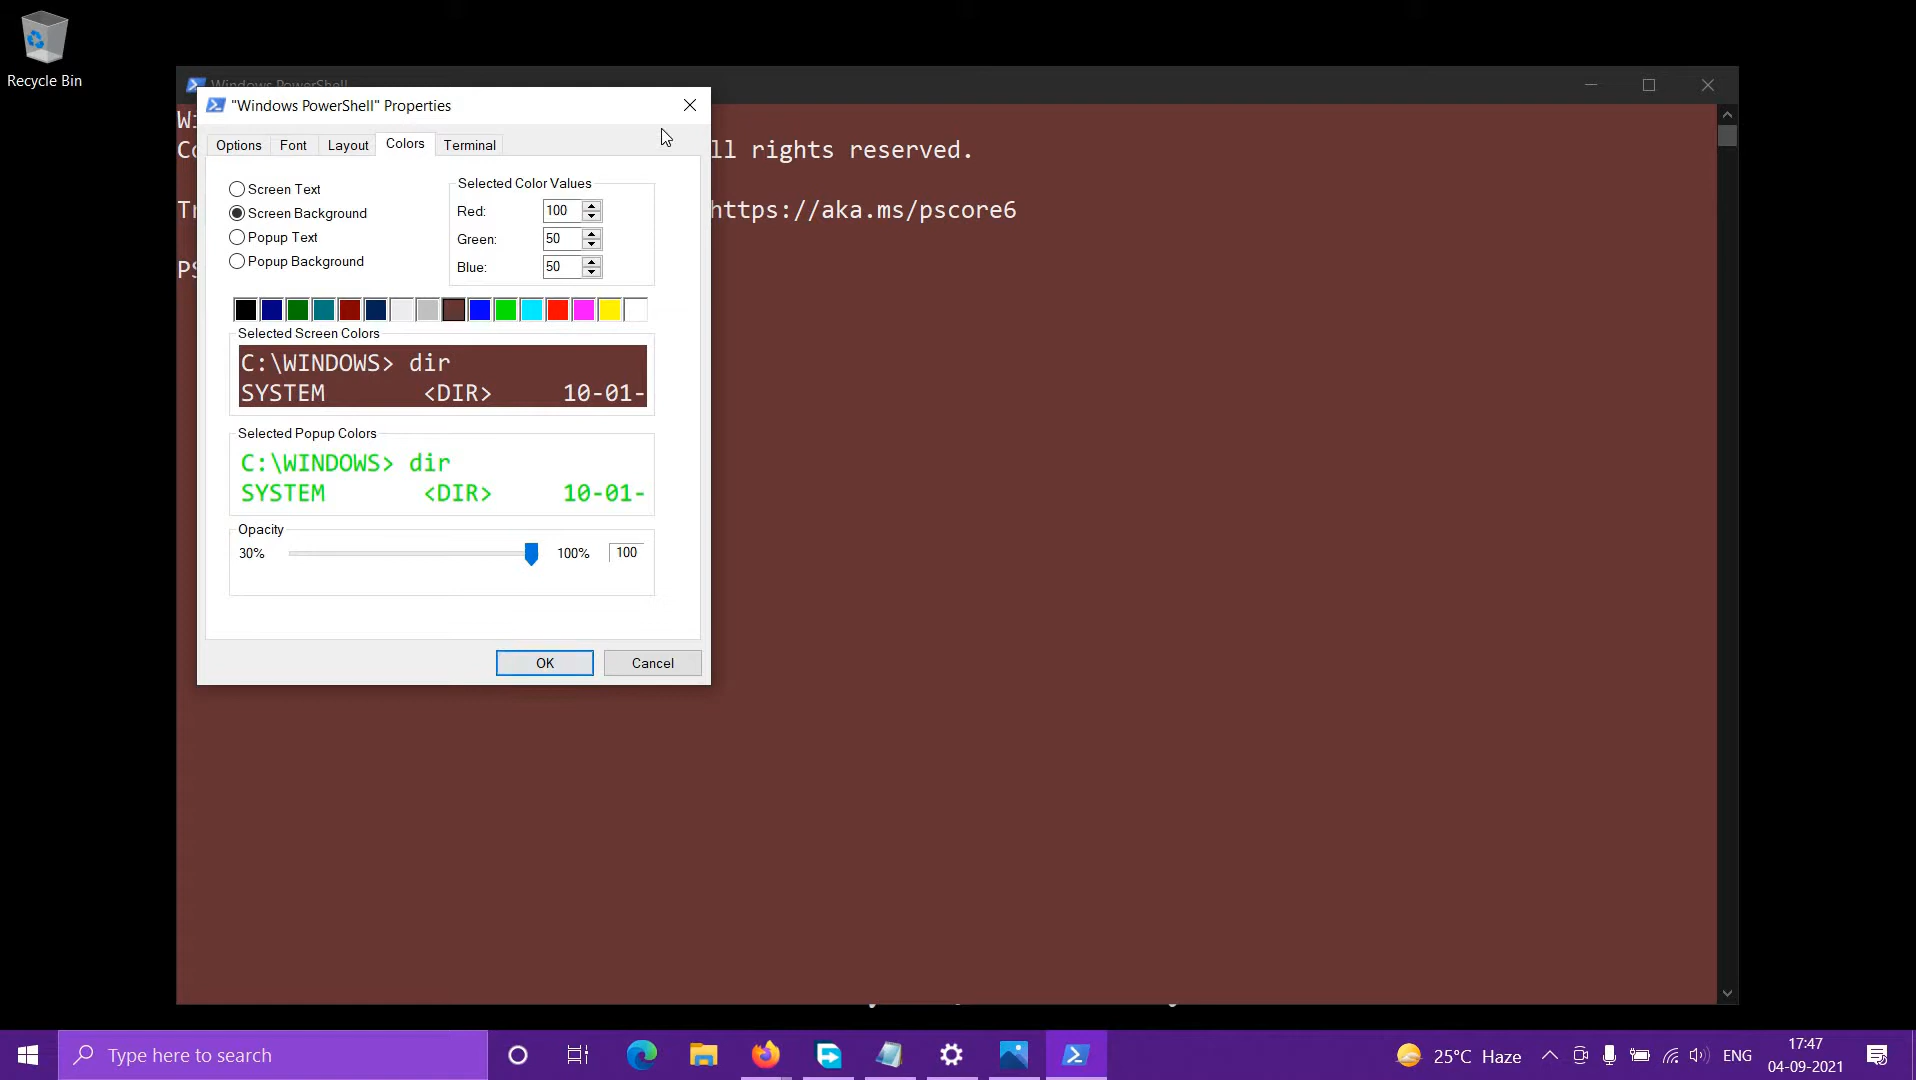 Recycle Bin
Windows PowerShell
"Windows PowerShell" Properties
Options Font Layout Colors Terminal
ll rights reserved.
https://aka.ms/pscore6
Screen Text
Screen Background
Popup Text
Popup Background
Selected Color Values
Red: 100
Green: 50
Blue: 50
Selected Screen Colors
C:\WINDOWS> dir
SYSTEM <DIR> 10-01-
Selected Popup Colors
C:\WINDOWS> dir
SYSTEM <DIR> 10-01-
Opacity
30% 100% 100
OK Cancel
Type here to search
25°C Haze
ENG
17:47
04-09-2021